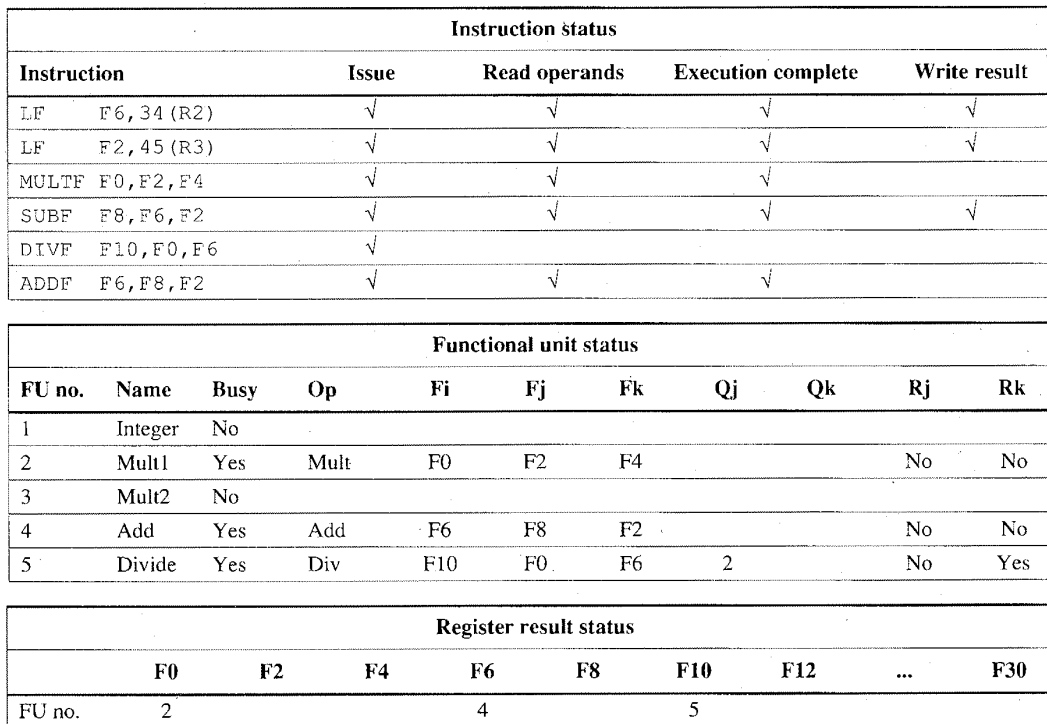 Instruction status
Instruction Issue Read operands Execution complete Write result
LF F6,34(R2) √ √ √ √
LF F2,45(R3) √ √ √ √
MULTF F0,F2,F4 √ √ √
SUBF F8,F6,F2 √ √ √ √
DIVF F10,F0,F6 √
ADDF F6,F8,F2 √ √ √
Functional unit status
FU no. Name Busy Op Fi Fj Fk Qj Qk Rj Rk
1 Integer No
2 Mult1 Yes Mult F0 F2 F4 No No
3 Mult2 No
4 Add Yes Add F6 F8 F2 No No
5 Divide Yes Div F10 F0 F6 2 No Yes
Register result status
F0 F2 F4 F6 F8 F10 F12 ... F30
FU no. 2 4 5